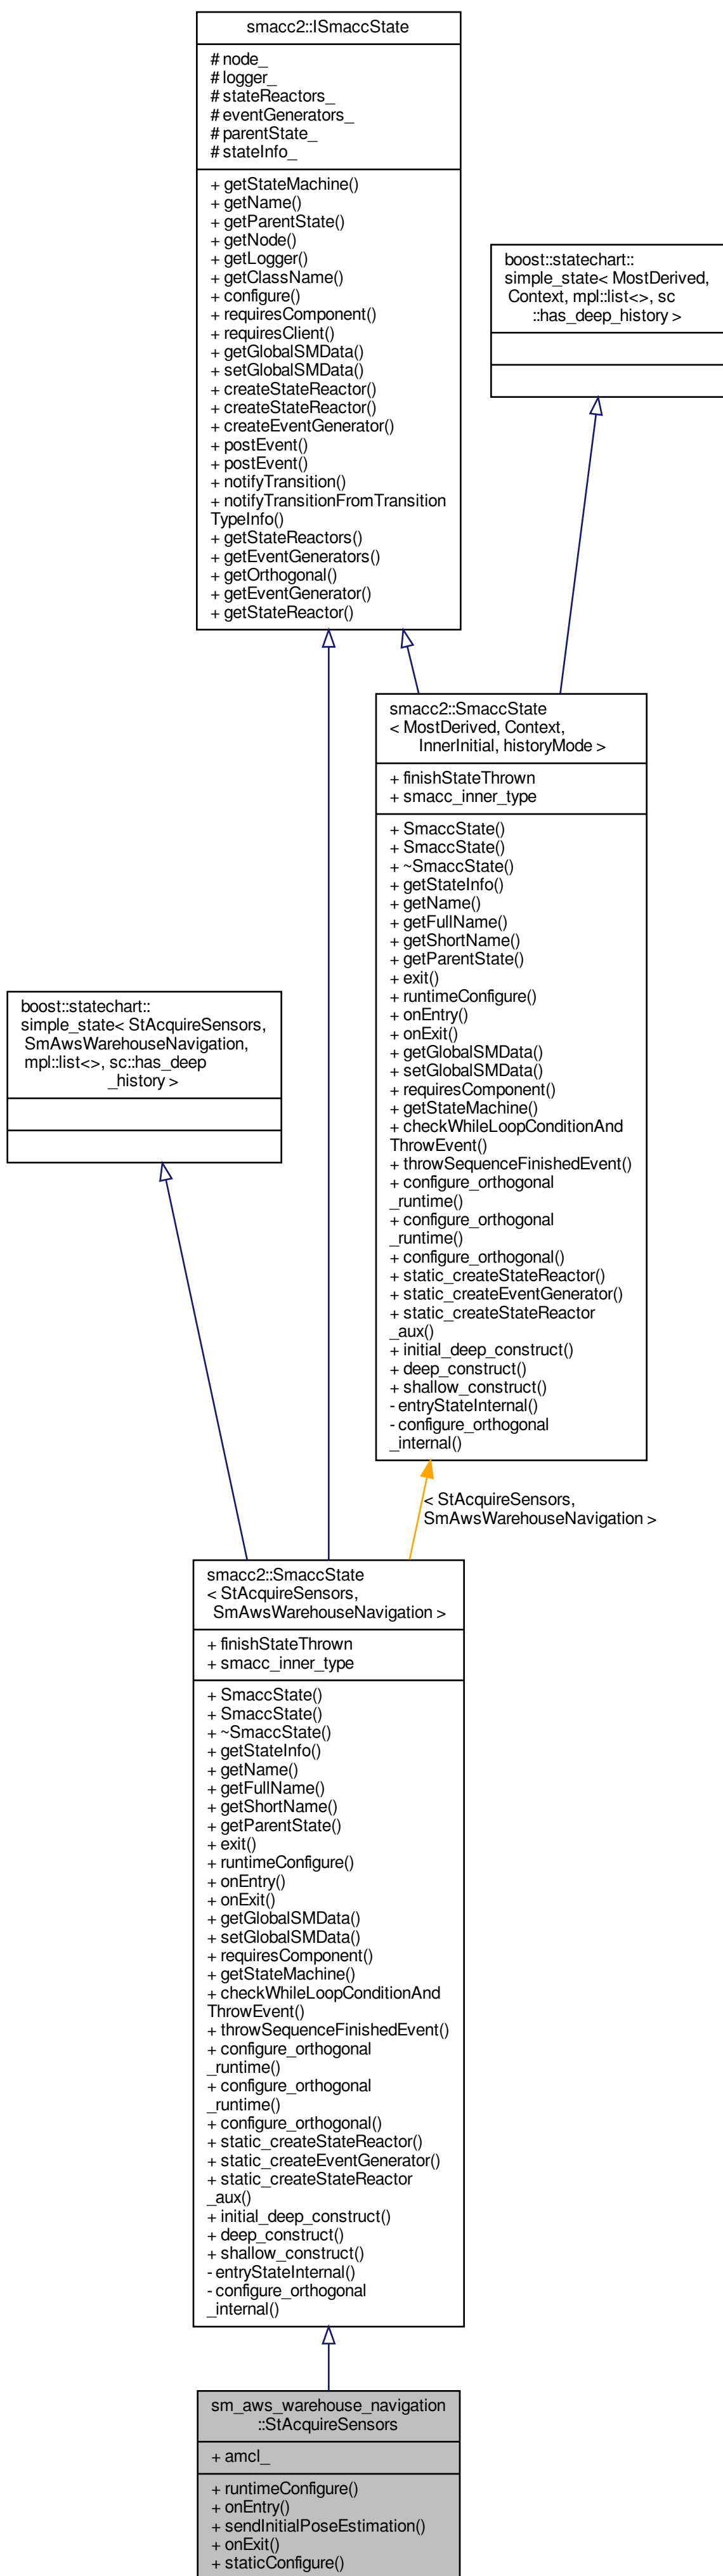 smacc2::ISmaccState
# node_
# logger_
# stateReactors_
# eventGenerators_
# parentState_
# stateInfo_
+ getStateMachine()
+ getName()
+ getParentState()
+ getNode()
+ getLogger()
+ getClassName()
+ configure()
+ requiresComponent()
+ requiresClient()
+ getGlobalSMData()
+ setGlobalSMData()
+ createStateReactor()
+ createStateReactor()
+ createEventGenerator()
+ postEvent()
+ postEvent()
+ notifyTransition()
+ notifyTransitionFromTransition
TypeInfo()
+ getStateReactors()
+ getEventGenerators()
+ getOrthogonal()
+ getEventGenerator()
+ getStateReactor()
boost::statechart::
simple_state< MostDerived,
Context, mpl::list<>, sc
::has_deep_history >
smacc2::SmaccState
< MostDerived, Context,
InnerInitial, historyMode >
+ finishStateThrown
+ smacc_inner_type
+ SmaccState()
+ SmaccState()
+ ~SmaccState()
+ getStateInfo()
+ getName()
+ getFullName()
+ getShortName()
+ getParentState()
+ exit()
+ runtimeConfigure()
+ onEntry()
+ onExit()
+ getGlobalSMData()
+ setGlobalSMData()
+ requiresComponent()
+ getStateMachine()
+ checkWhileLoopConditionAnd
ThrowEvent()
+ throwSequenceFinishedEvent()
+ configure_orthogonal
_runtime()
+ configure_orthogonal
_runtime()
+ configure_orthogonal()
+ static_createStateReactor()
+ static_createEventGenerator()
+ static_createStateReactor
_aux()
+ initial_deep_construct()
+ deep_construct()
+ shallow_construct()
- entryStateInternal()
- configure_orthogonal
_internal()
boost::statechart::
simple_state< StAcquireSensors,
SmAwsWarehouseNavigation,
mpl::list<>, sc::has_deep
_history >
< StAcquireSensors,
SmAwsWarehouseNavigation >
smacc2::SmaccState
< StAcquireSensors,
SmAwsWarehouseNavigation >
+ finishStateThrown
+ smacc_inner_type
+ SmaccState()
+ SmaccState()
+ ~SmaccState()
+ getStateInfo()
+ getName()
+ getFullName()
+ getShortName()
+ getParentState()
+ exit()
+ runtimeConfigure()
+ onEntry()
+ onExit()
+ getGlobalSMData()
+ setGlobalSMData()
+ requiresComponent()
+ getStateMachine()
+ checkWhileLoopConditionAnd
ThrowEvent()
+ throwSequenceFinishedEvent()
+ configure_orthogonal
_runtime()
+ configure_orthogonal
_runtime()
+ configure_orthogonal()
+ static_createStateReactor()
+ static_createEventGenerator()
+ static_createStateReactor
_aux()
+ initial_deep_construct()
+ deep_construct()
+ shallow_construct()
- entryStateInternal()
- configure_orthogonal
_internal()
sm_aws_warehouse_navigation
::StAcquireSensors
+ amcl_
+ runtimeConfigure()
+ onEntry()
+ sendInitialPoseEstimation()
+ onExit()
+ staticConfigure()